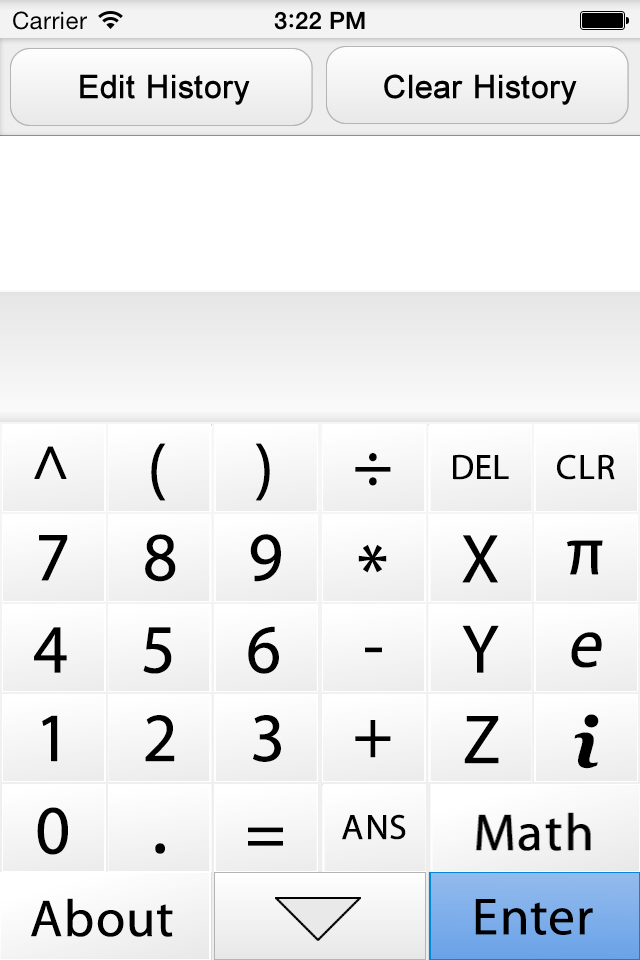 Carrier 3:22 PM
Edit History Clear History
^ ( ) ÷ DEL CLR
7 8 9 * X π
4 5 6 - Y e
1 2 3 + Z i
0 . = ANS Math
About Enter